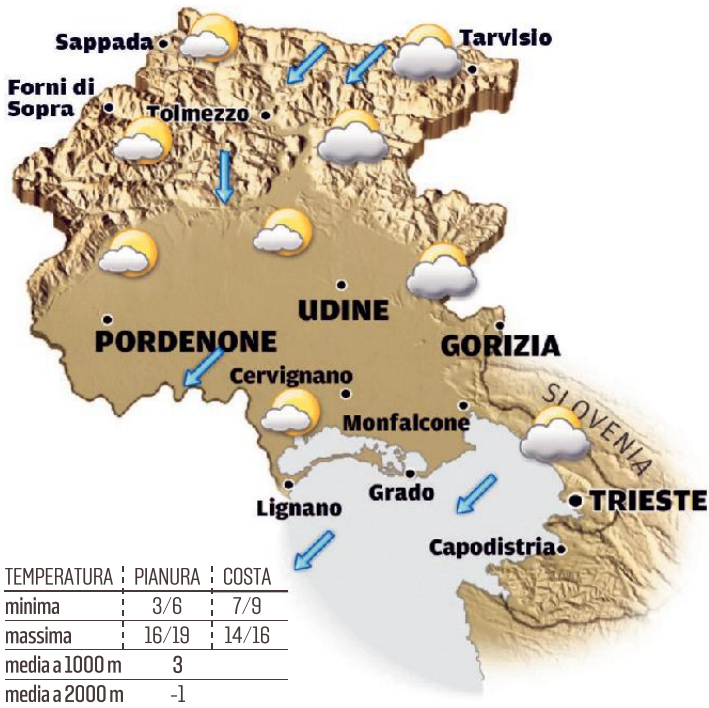 Sappada
Tarvisio
Forni di
Sopra
Tolmezzo
UDINE
PORDENONE
GORIZIA
Cervignano
SLOVENIA
Monfalcone
Lignano
Grado
TRIESTE
Capodistria
TEMPERATURA PIANURA COSTA
minima 3/6 7/9
massima 16/19 14/16
media a 1000 m 3
media a 2000 m -1